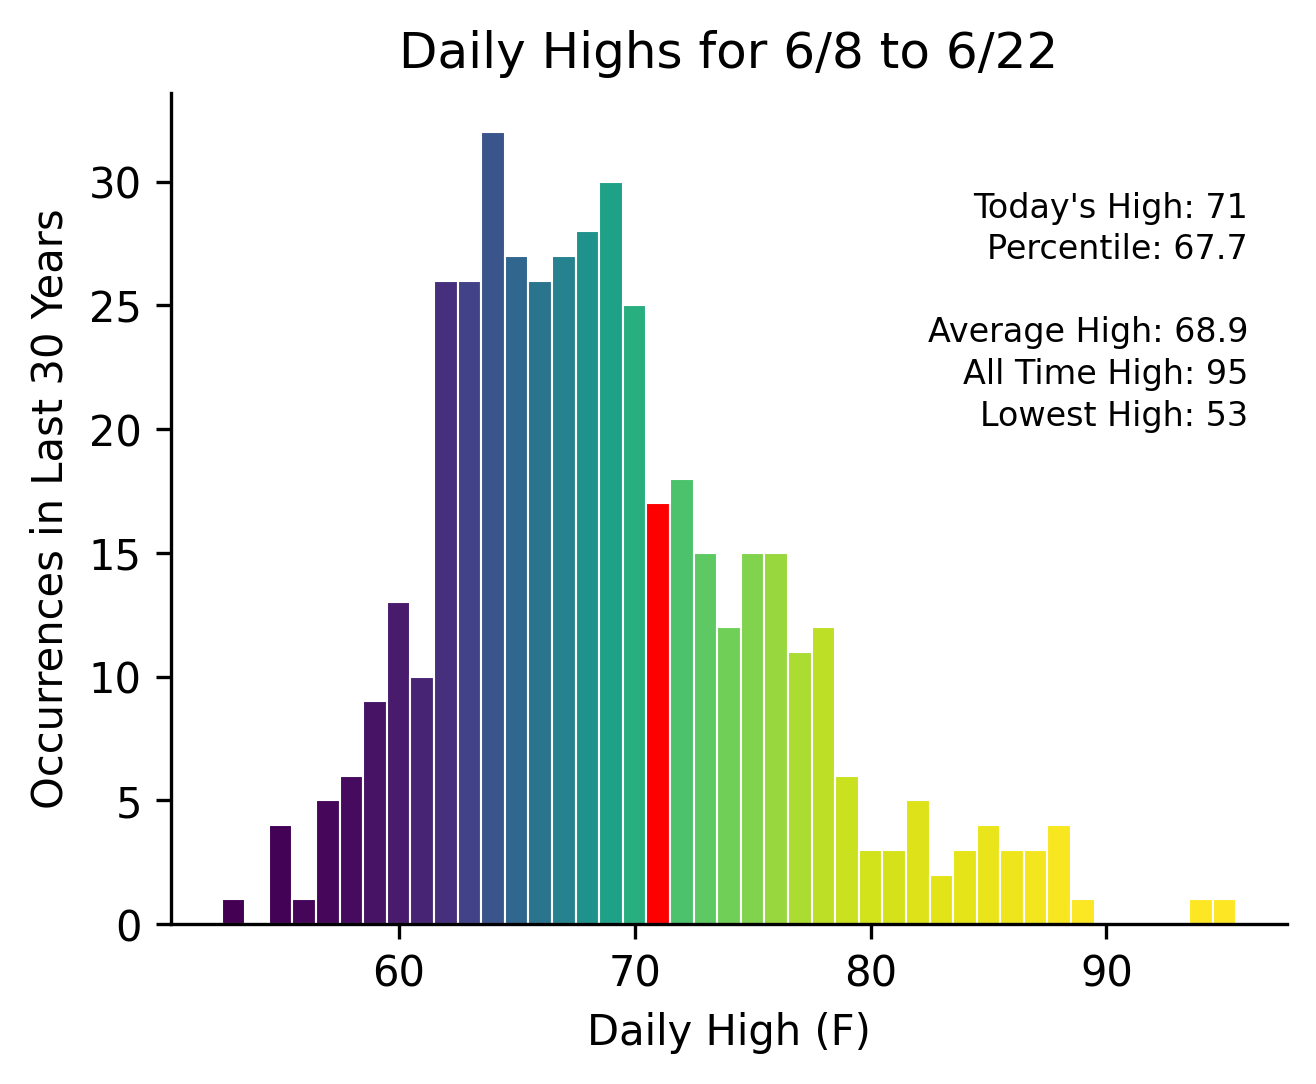 Daily Highs for 6/8 to 6/22
Today's High: 71
Percentile: 67.7
Average High: 68.9
All Time High: 95
Lowest High: 53
Occurrences in Last 30 Years
30
25
20
15
10
5
0
60 70 80 90
Daily High (F)